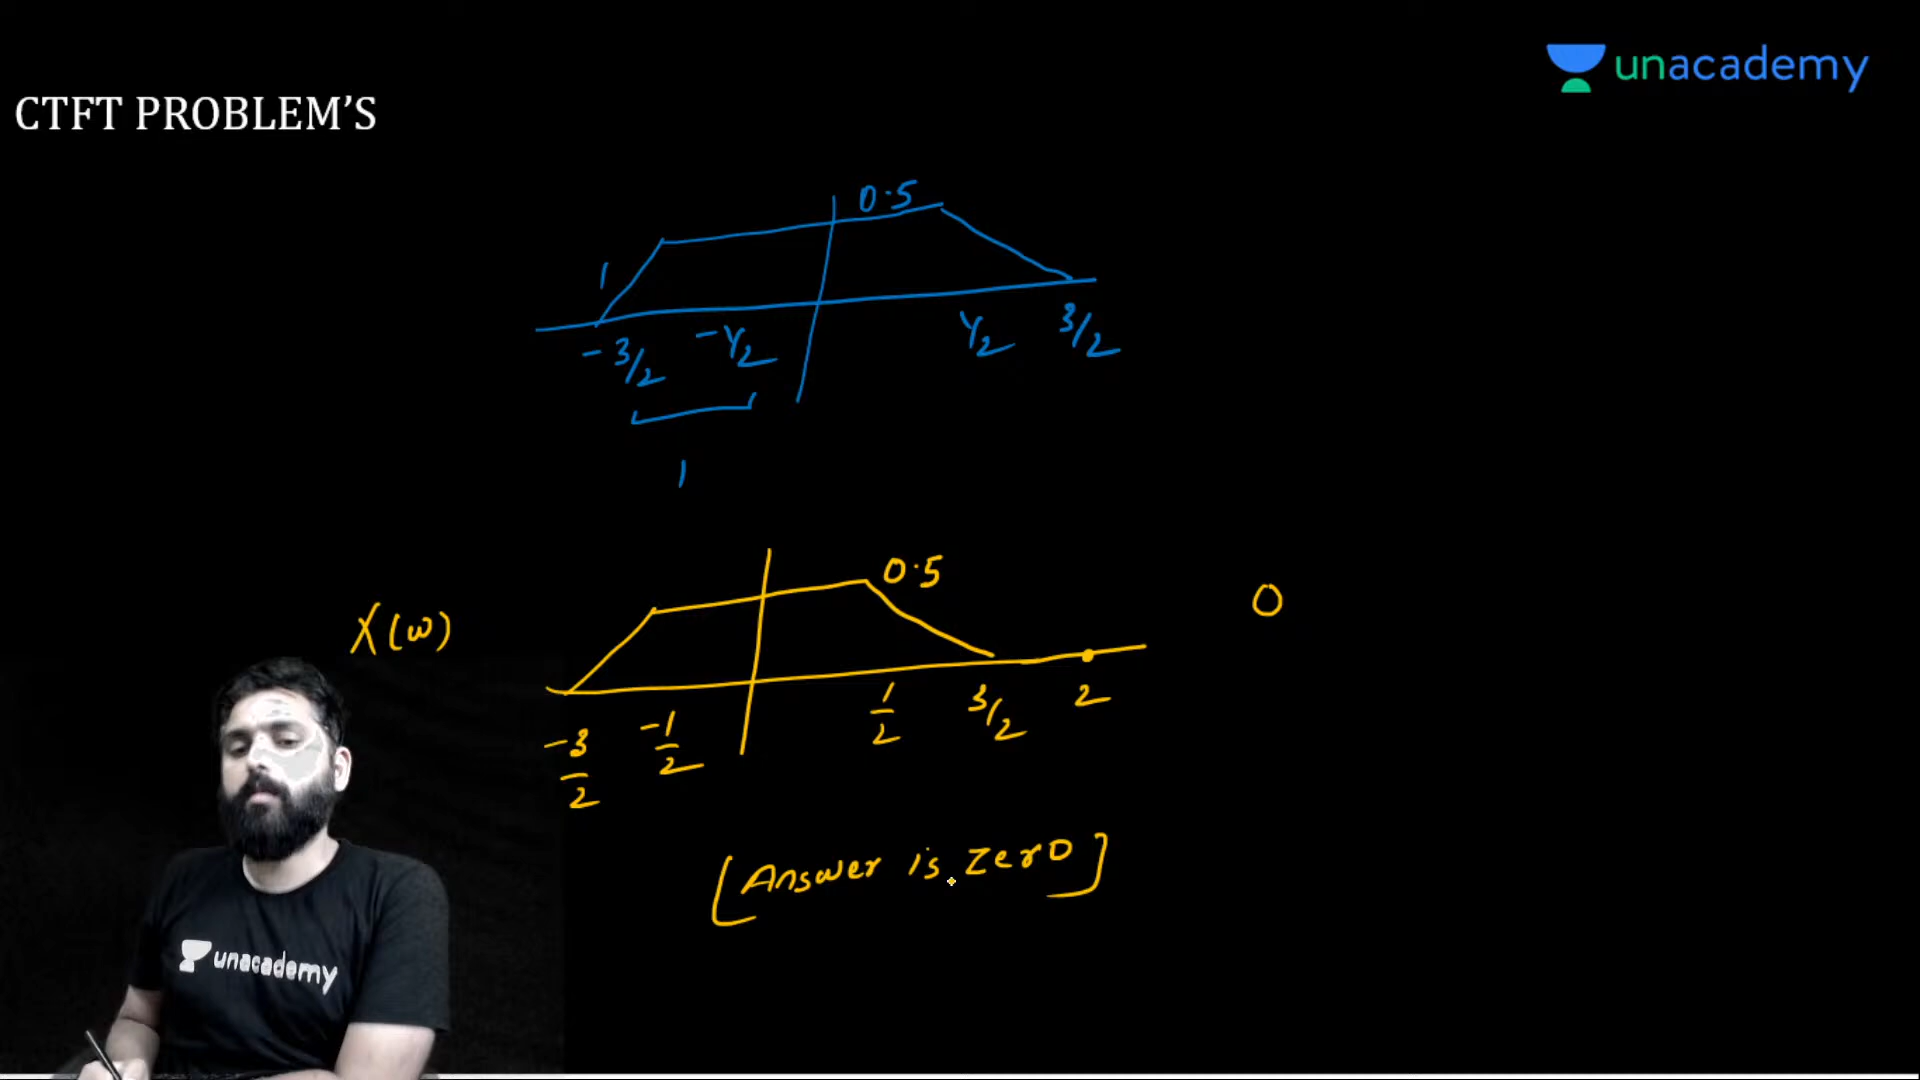 unacademy
CTFT PROBLEM'S
0.5
1
-3/2 -1/2 1/2 3/2
1
0.5
X(ω)
0
-3/2 -1/2 1/2 3/2 2
[Answer is zero]
unacademy